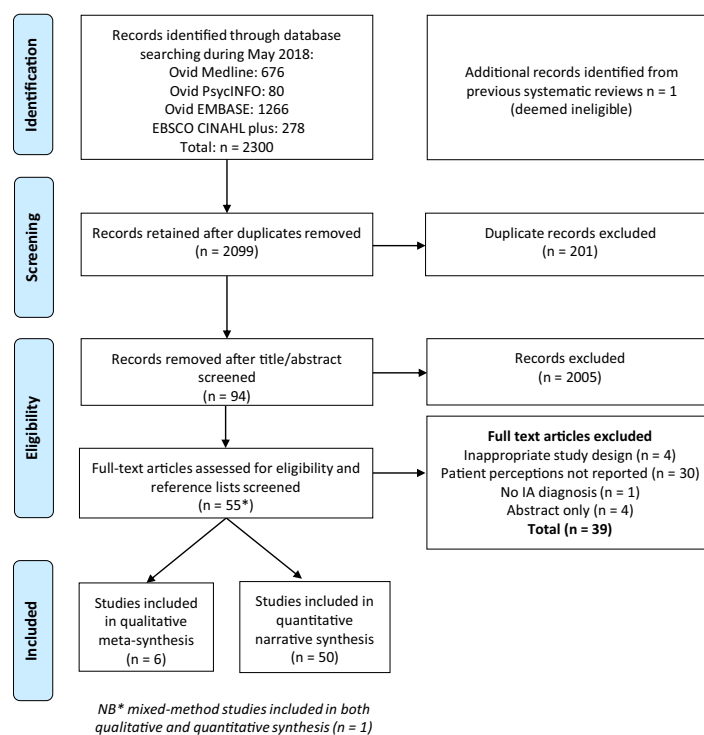 Identification
Records identified through database
searching during May 2018:
Ovid Medline: 676
Ovid PsycINFO: 80
Ovid EMBASE: 1266
EBSCO CINAHL plus: 278
Total: n = 2300
Additional records identified from
previous systematic reviews n = 1
(deemed ineligible)
Screening
Records retained after duplicates removed
(n = 2099)
Duplicate records excluded
(n = 201)
Eligibility
Records removed after title/abstract
screened
(n = 94)
Records excluded
(n = 2005)
Full-text articles assessed for eligibility and
reference lists screened
(n = 55*)
Full text articles excluded
Inappropriate study design (n = 4)
Patient perceptions not reported (n = 30)
No IA diagnosis (n = 1)
Abstract only (n = 4)
Total (n = 39)
Included
Studies included
in qualitative
meta-synthesis
(n = 6)
Studies included in
quantitative
narrative synthesis
(n = 50)
NB* mixed-method studies included in both
qualitative and quantitative synthesis (n = 1)